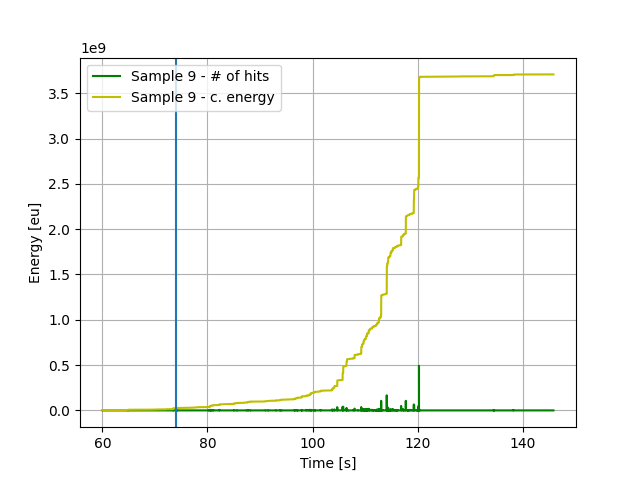 1e9
Sample 9 - # of hits
Sample 9 - c. energy
3.5
3.0
2.5
2.0
1.5
1.0
0.5
0.0
Energy [eu]
60 80 100 120 140
Time [s]